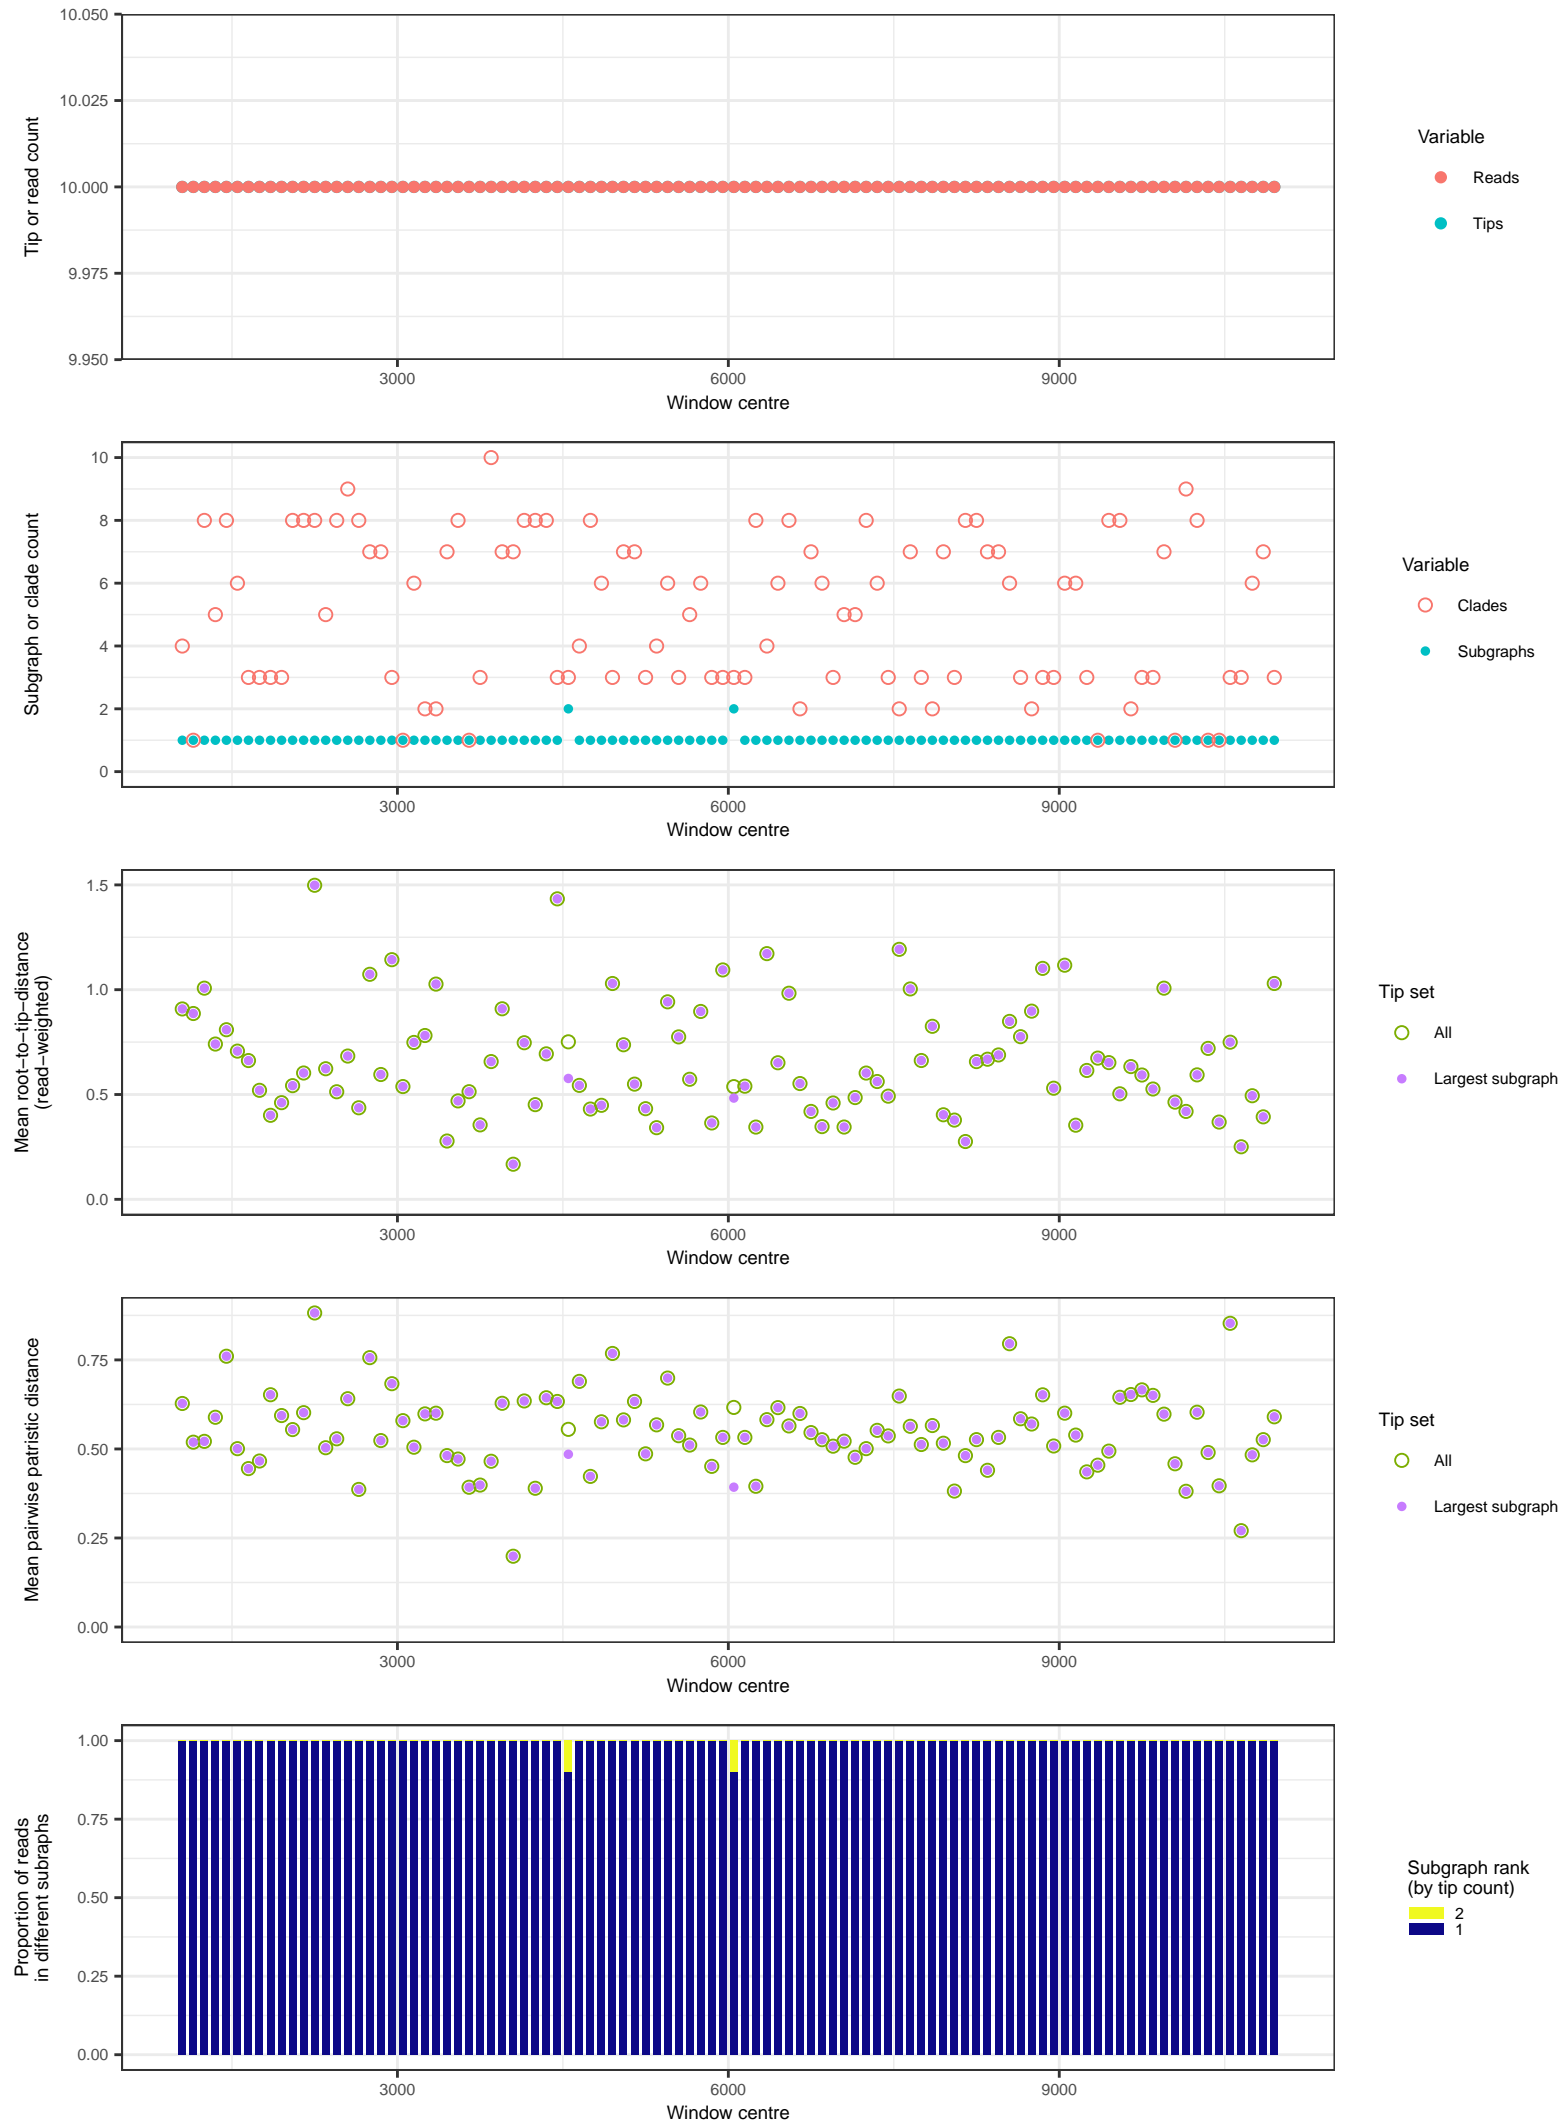 10.050
10.025
10.000
9.975
9.950
Tip or read count
3000
6000
9000
Window centre
Variable
Reads
Tips
10
8
6
4
2
0
Subgraph or clade count
3000
6000
9000
Window centre
Variable
Clades
Subgraphs
1.5
1.0
0.5
0.0
Mean root−to−tip−distance
(read−weighted)
3000
6000
9000
Window centre
Tip set
All
Largest subgraph
0.75
0.50
0.25
0.00
Mean pairwise patristic distance
3000
6000
9000
Window centre
Tip set
All
Largest subgraph
1.00
0.75
0.50
0.25
0.00
Proportion of reads
in different subraphs
3000
6000
9000
Window centre
Subgraph rank
(by tip count)
2
1